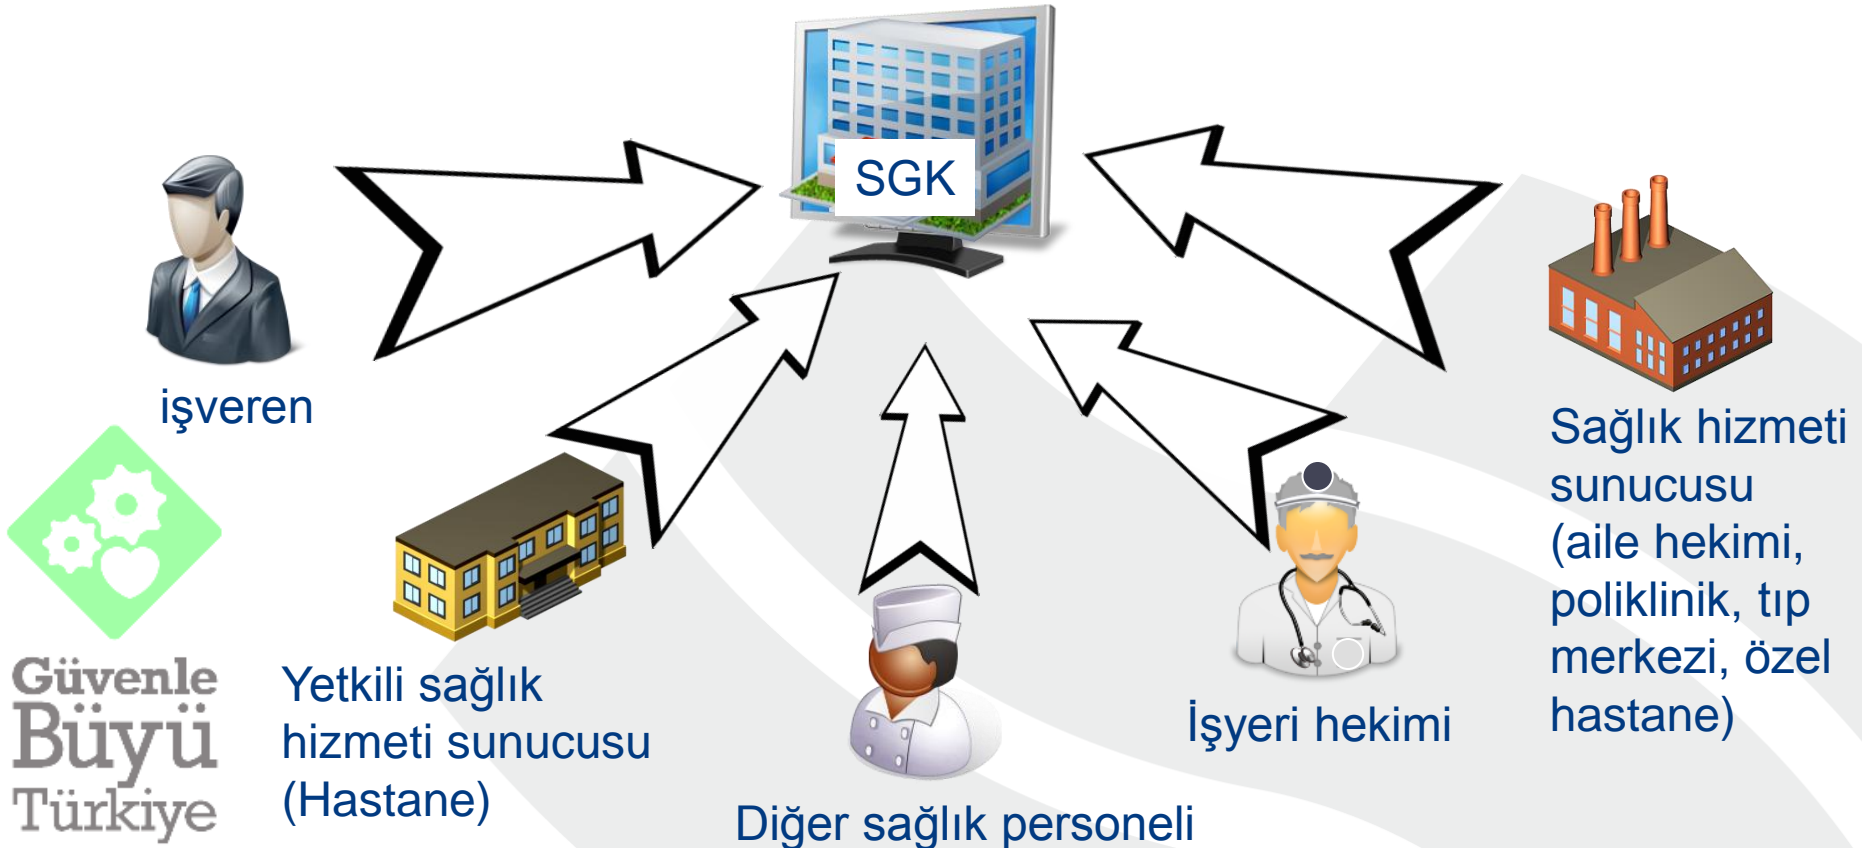 SGK
işveren
Yetkili sağlık
hizmeti sunucusu
(Hastane)
Diğer sağlık personeli
İşyeri hekimi
Sağlık hizmeti
sunucusu
(aile hekimi,
poliklinik, tıp
merkezi, özel
hastane)
Güvenle
Büyü
Türkiye